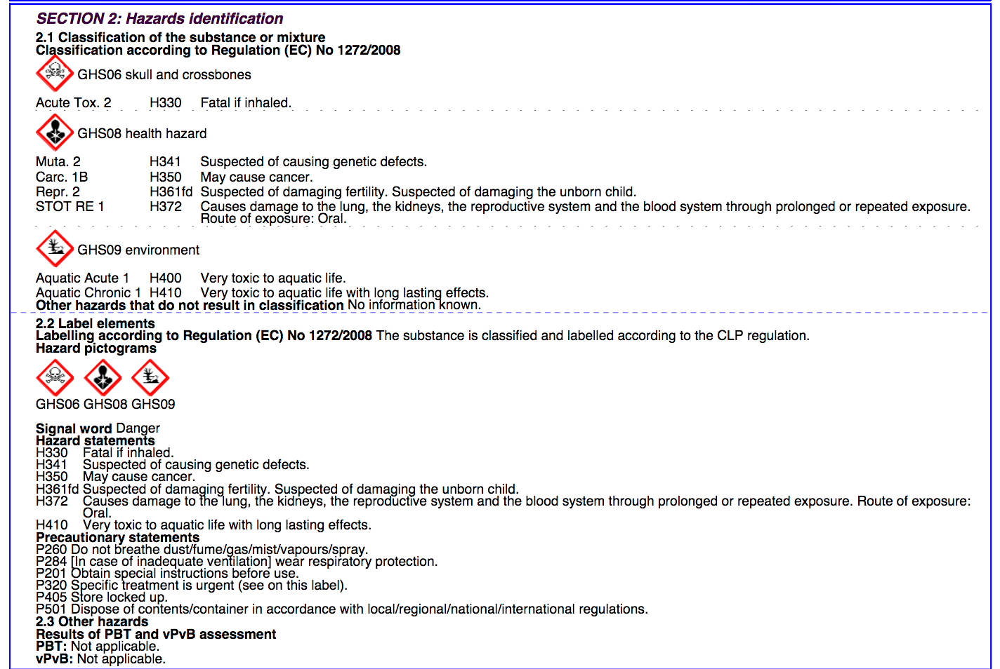 SECTION 2: Hazards identification
2.1 Classification of the substance or mixture
Classification according to Regulation (EC) No 1272/2008
GHS06 skull and crossbones
Acute Tox. 2 H330 Fatal if inhaled.
GHS08 health hazard
Muta. 2 H341 Suspected of causing genetic defects.
Carc. 1B H350 May cause cancer.
Repr. 2 H361fd Suspected of damaging fertility. Suspected of damaging the unborn child.
STOT RE 1 H372 Causes damage to the lung, the kidneys, the reproductive system and the blood system through prolonged or repeated exposure.
Route of exposure: Oral.
GHS09 environment
Aquatic Acute 1 H400 Very toxic to aquatic life.
Aquatic Chronic 1 H410 Very toxic to aquatic life with long lasting effects.
Other hazards that do not result in classification No information known.
2.2 Label elements
Labelling according to Regulation (EC) No 1272/2008 The substance is classified and labelled according to the CLP regulation.
Hazard pictograms
GHS06 GHS08 GHS09
Signal word Danger
Hazard statements
H330 Fatal if inhaled.
H341 Suspected of causing genetic defects.
H350 May cause cancer.
H361fd Suspected of damaging fertility. Suspected of damaging the unborn child.
H372 Causes damage to the lung, the kidneys, the reproductive system and the blood system through prolonged or repeated exposure. Route of exposure:
Oral.
H410 Very toxic to aquatic life with long lasting effects.
Precautionary statements
P260 Do not breathe dust/fume/gas/mist/vapours/spray.
P284 [In case of inadequate ventilation] wear respiratory protection.
P201 Obtain special instructions before use.
P320 Specific treatment is urgent (see on this label).
P405 Store locked up.
P501 Dispose of contents/container in accordance with local/regional/national/international regulations.
2.3 Other hazards
Results of PBT and vPvB assessment
PBT: Not applicable.
vPvB: Not applicable.